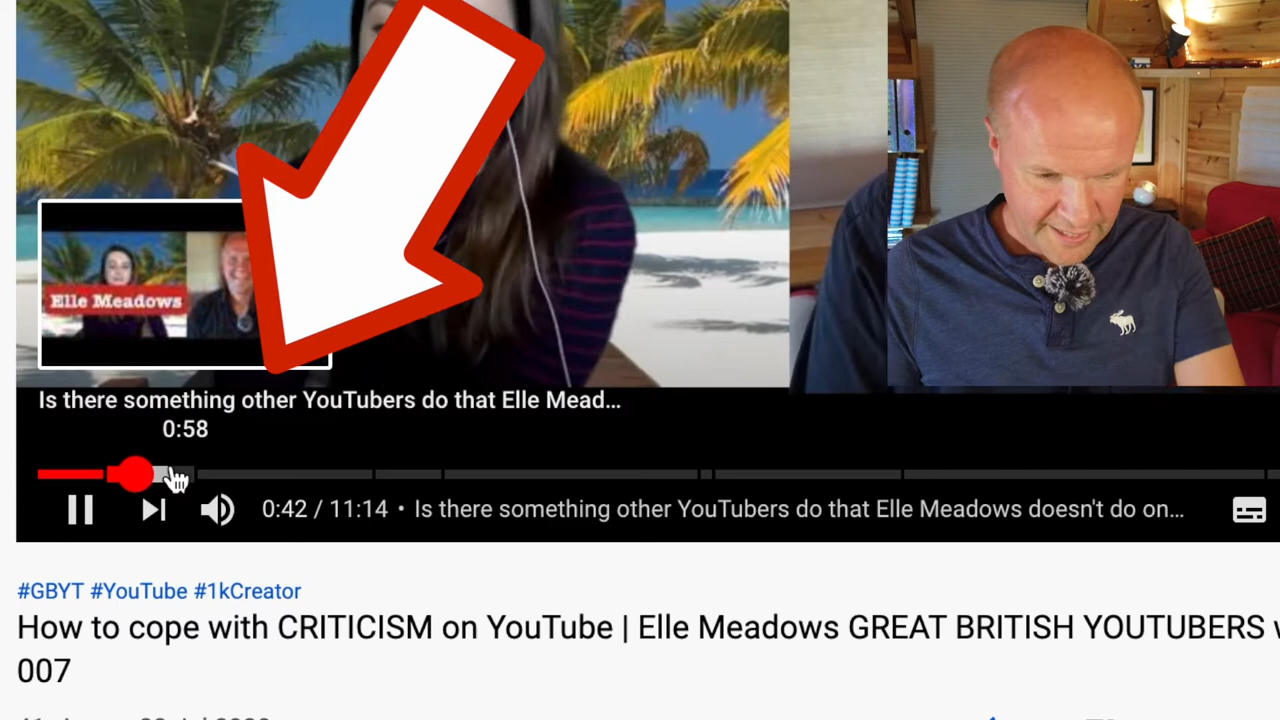 Elle Meadows
Is there something other YouTubers do that Elle Mead...
0:58
0:42 / 11:14 • Is there something other YouTubers do that Elle Meadows doesn't do on...
#GBYT #YouTube #1kCreator
How to cope with CRITICISM on YouTube | Elle Meadows GREAT BRITISH YOUTUBERS
007